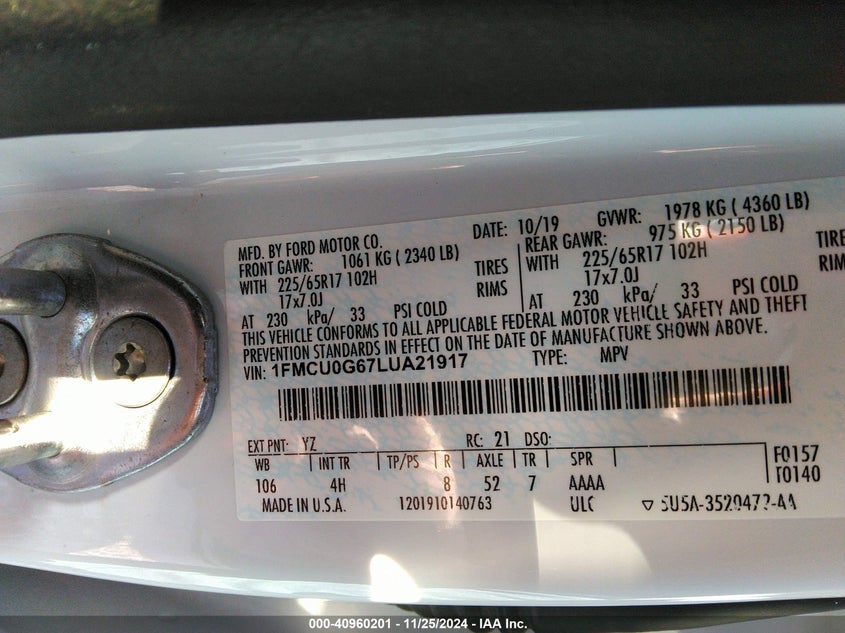 MFD. BY FORD MOTOR CO. DATE: 10/19 GVWR: 1978 KG ( 4360 LB)
FRONT GAWR: 1061 KG ( 2340 LB) REAR GAWR: 975 KG ( 2150 LB)
WITH 225/65R17 102H TIRES WITH 225/65R17 102H TIRE
17x7.0J RIMS 17x7.0J RIM
AT 230 kPa/ 33 PSI COLD AT 230 kPa/ 33 PSI COLD
THIS VEHICLE CONFORMS TO ALL APPLICABLE FEDERAL MOTOR VEHICLE SAFETY AND THEFT
PREVENTION STANDARDS IN EFFECT ON THE DATE OF MANUFACTURE SHOWN ABOVE.
VIN: 1FMCU0G67LUA21917 TYPE: MPV
EXT PNT: YZ RC: 21 DSO:
WB INT TR TP/PS R AXLE TR SPR F0157
106 4H 8 52 7 AAAA T0140
MADE IN U.S.A. 1201910140763 ULC
000-40960201 - 11/25/2024 - IAA Inc.